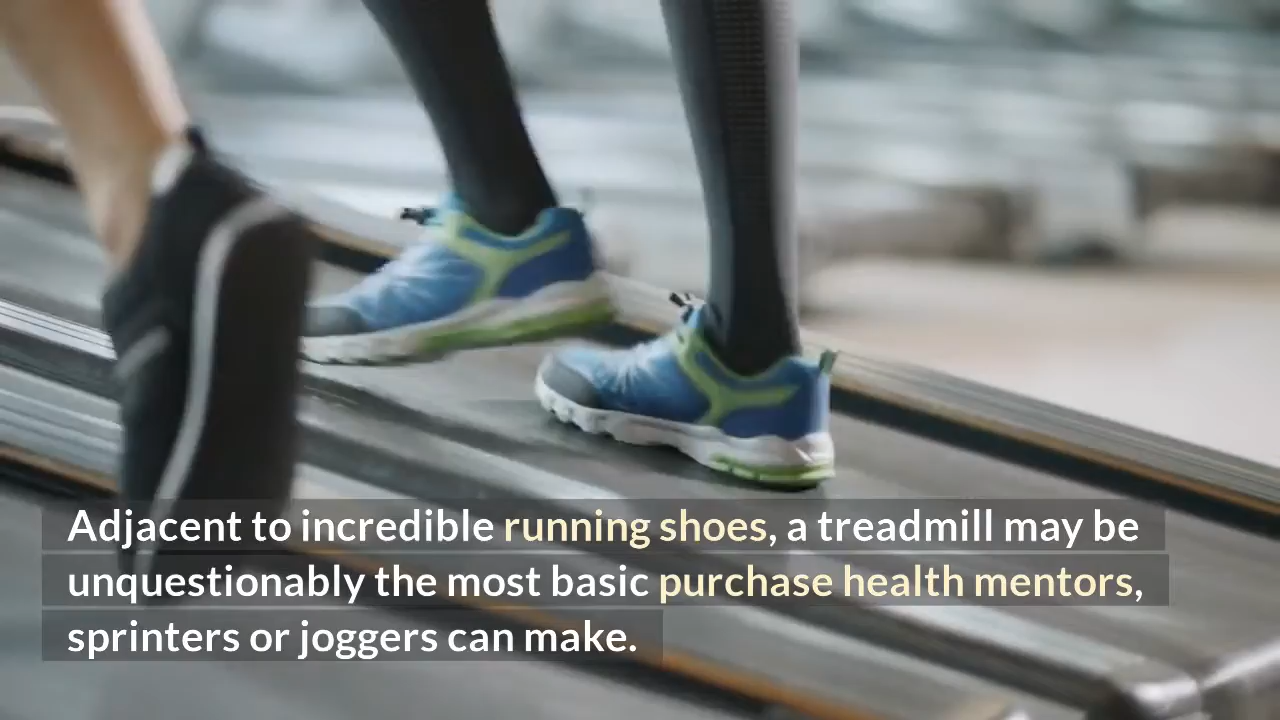 Adjacent to incredible running shoes, a treadmill may be
unquestionably the most basic purchase health mentors,
sprinters or joggers can make.